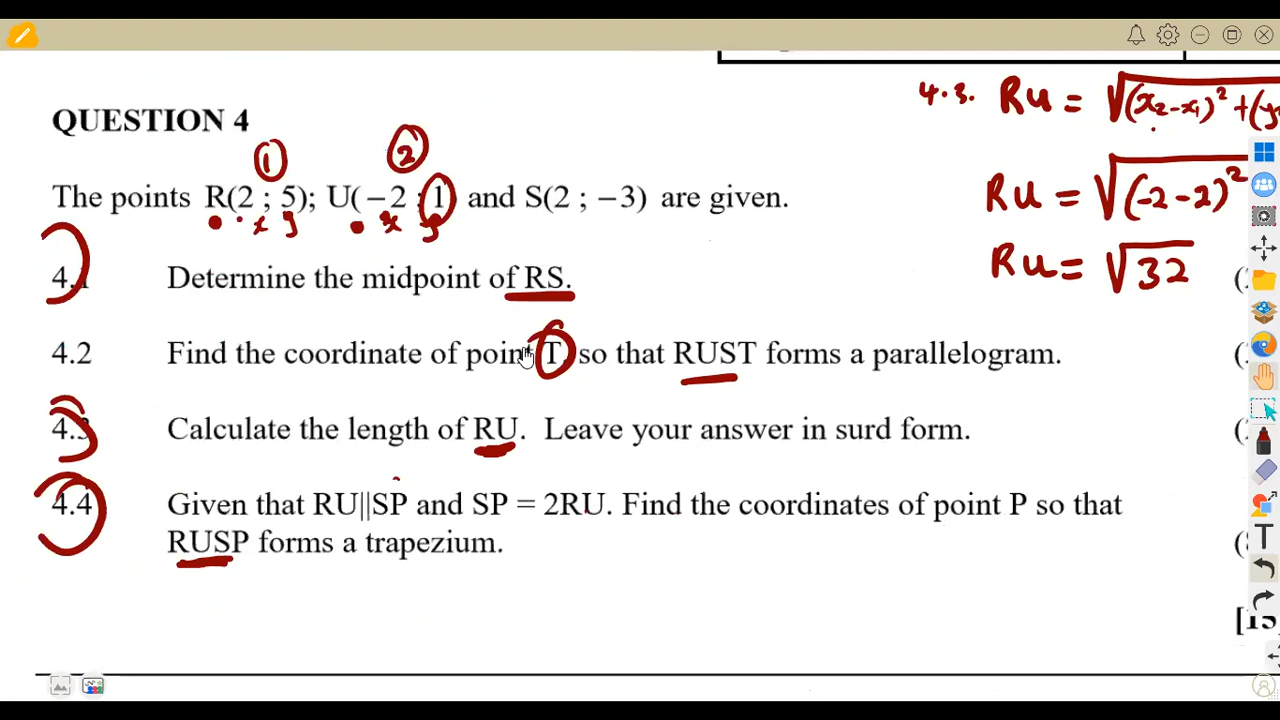 4.3. Ru = √(x₂-x₁)² + (y
QUESTION 4
① ②
The points R(2 ; 5); U(−2 ; 1) and S(2 ; −3) are given.
x y x y
Ru = √(-2-2)²
4.1 Determine the midpoint of RS. (
Ru = √32
4.2 Find the coordinate of point T so that RUST forms a parallelogram. (
4.3 Calculate the length of RU. Leave your answer in surd form. (
4.4 Given that RU||SP and SP = 2RU. Find the coordinates of point P so that
RUSP forms a trapezium. (
[15
T